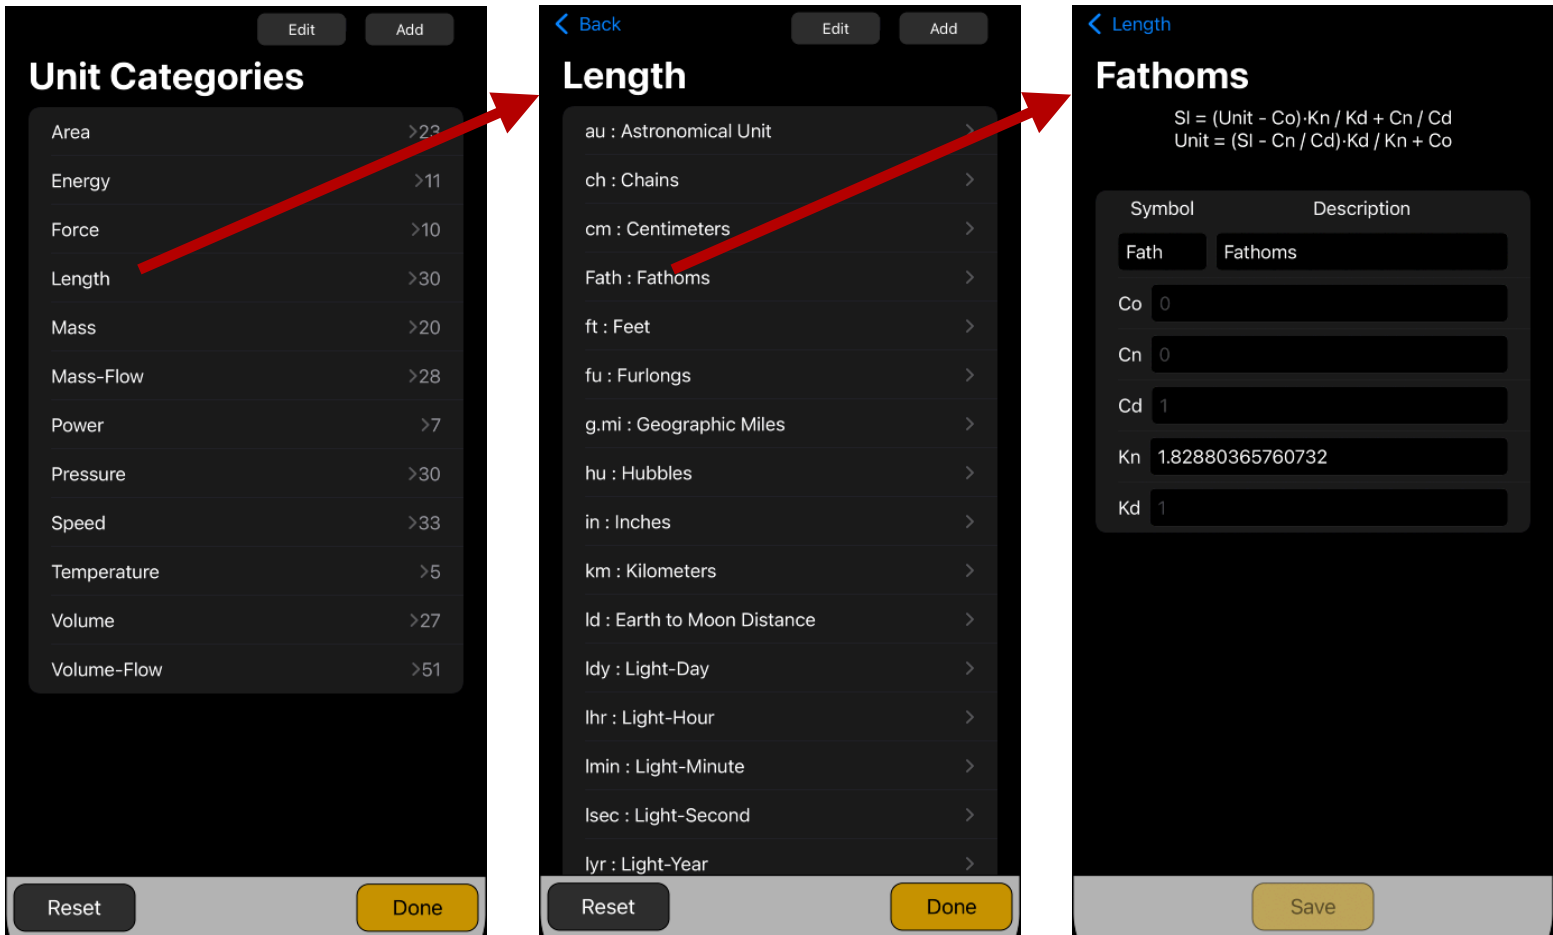 Edit Add
Unit Categories
Area >23
Energy >11
Force >10
Length >30
Mass >20
Mass-Flow >28
Power >7
Pressure >30
Speed >33
Temperature >5
Volume >27
Volume-Flow >51
Reset Done
Back Edit Add
Length
au : Astronomical Unit
ch : Chains
cm : Centimeters
Fath : Fathoms
ft : Feet
fu : Furlongs
g.mi : Geographic Miles
hu : Hubbles
in : Inches
km : Kilometers
ld : Earth to Moon Distance
ldy : Light-Day
lhr : Light-Hour
lmin : Light-Minute
lsec : Light-Second
lyr : Light-Year
Reset Done
Length
Fathoms
SI = (Unit - Co)·Kn / Kd + Cn / Cd
Unit = (SI - Cn / Cd)·Kd / Kn + Co
Symbol Description
Fath Fathoms
Co 0
Cn 0
Cd 1
Kn 1.82880365760732
Kd 1
Save